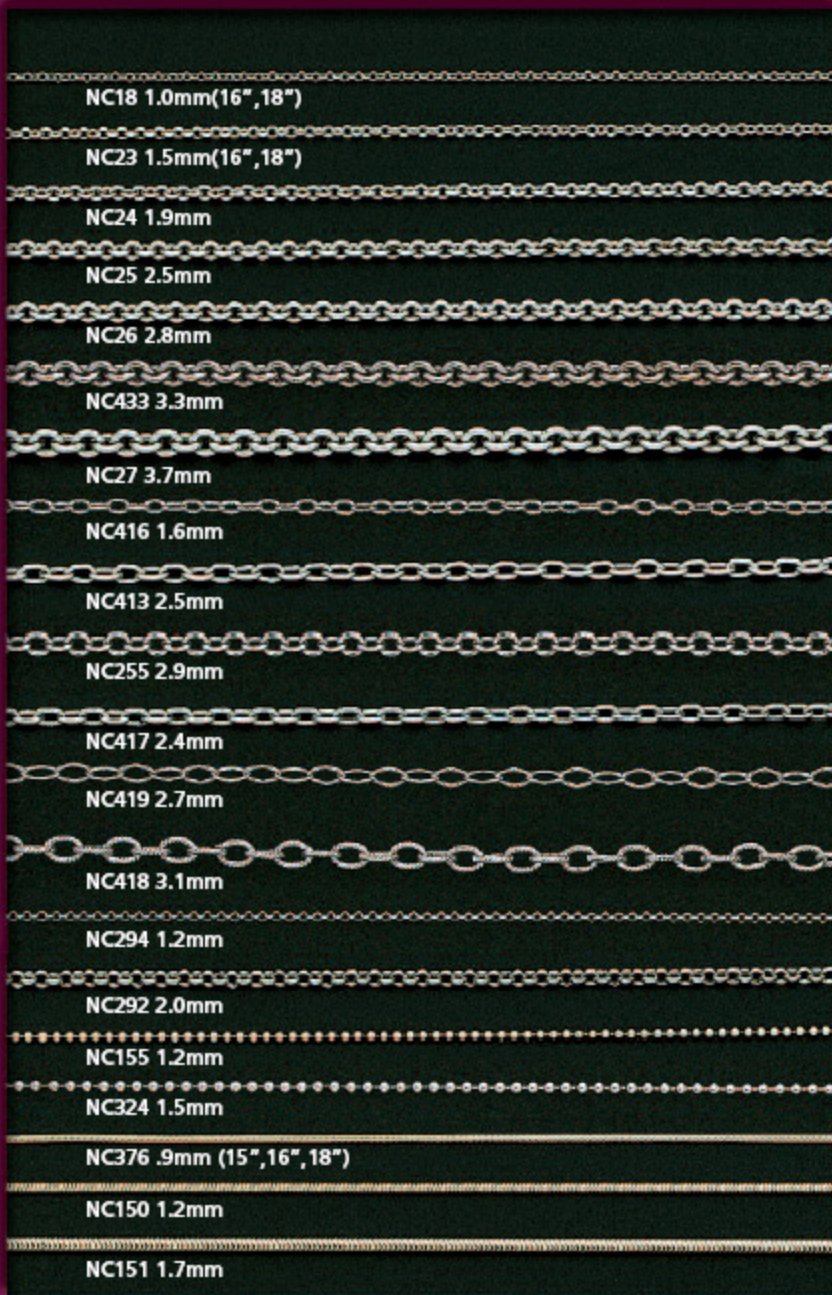 NC18 1.0mm(16”,18”)
NC23 1.5mm(16”,18”)
NC24 1.9mm
NC25 2.5mm
NC26 2.8mm
NC433 3.3mm
NC27 3.7mm
NC416 1.6mm
NC413 2.5mm
NC255 2.9mm
NC417 2.4mm
NC419 2.7mm
NC418 3.1mm
NC294 1.2mm
NC292 2.0mm
NC155 1.2mm
NC324 1.5mm
NC376 .9mm (15”,16”,18”)
NC150 1.2mm
NC151 1.7mm